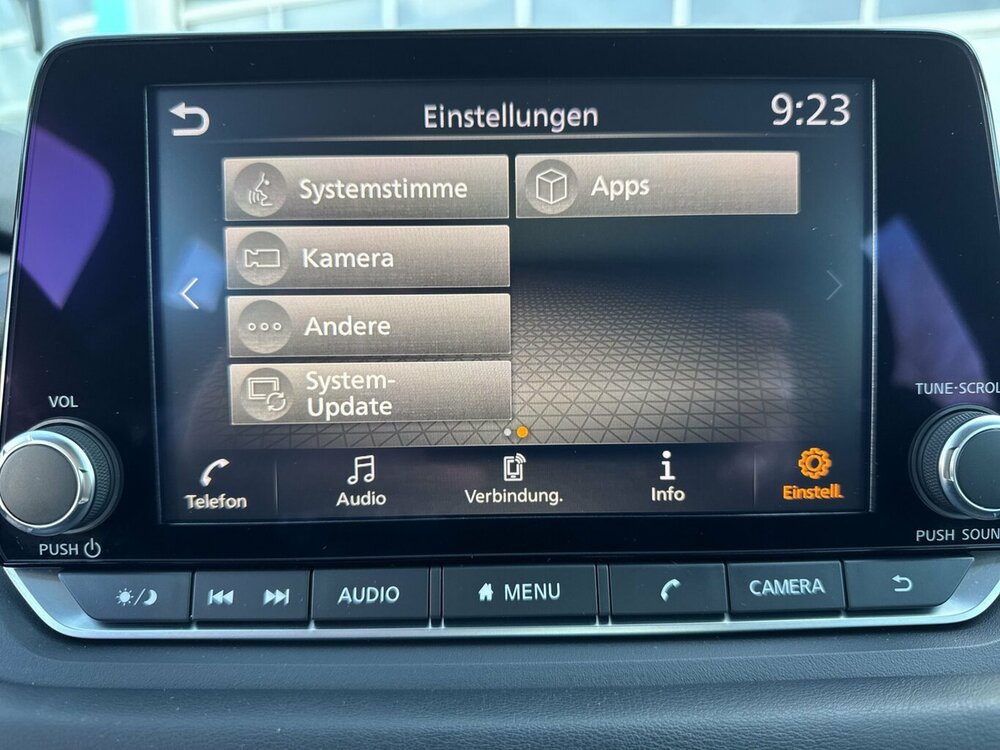 Einstellungen
9:23
Systemstimme
Apps
Kamera
Andere
System-
Update
VOL
TUNE·SCROL
Telefon
Audio
Verbindung.
Info
Einstell.
PUSH
PUSH SOUN
AUDIO
MENU
CAMERA